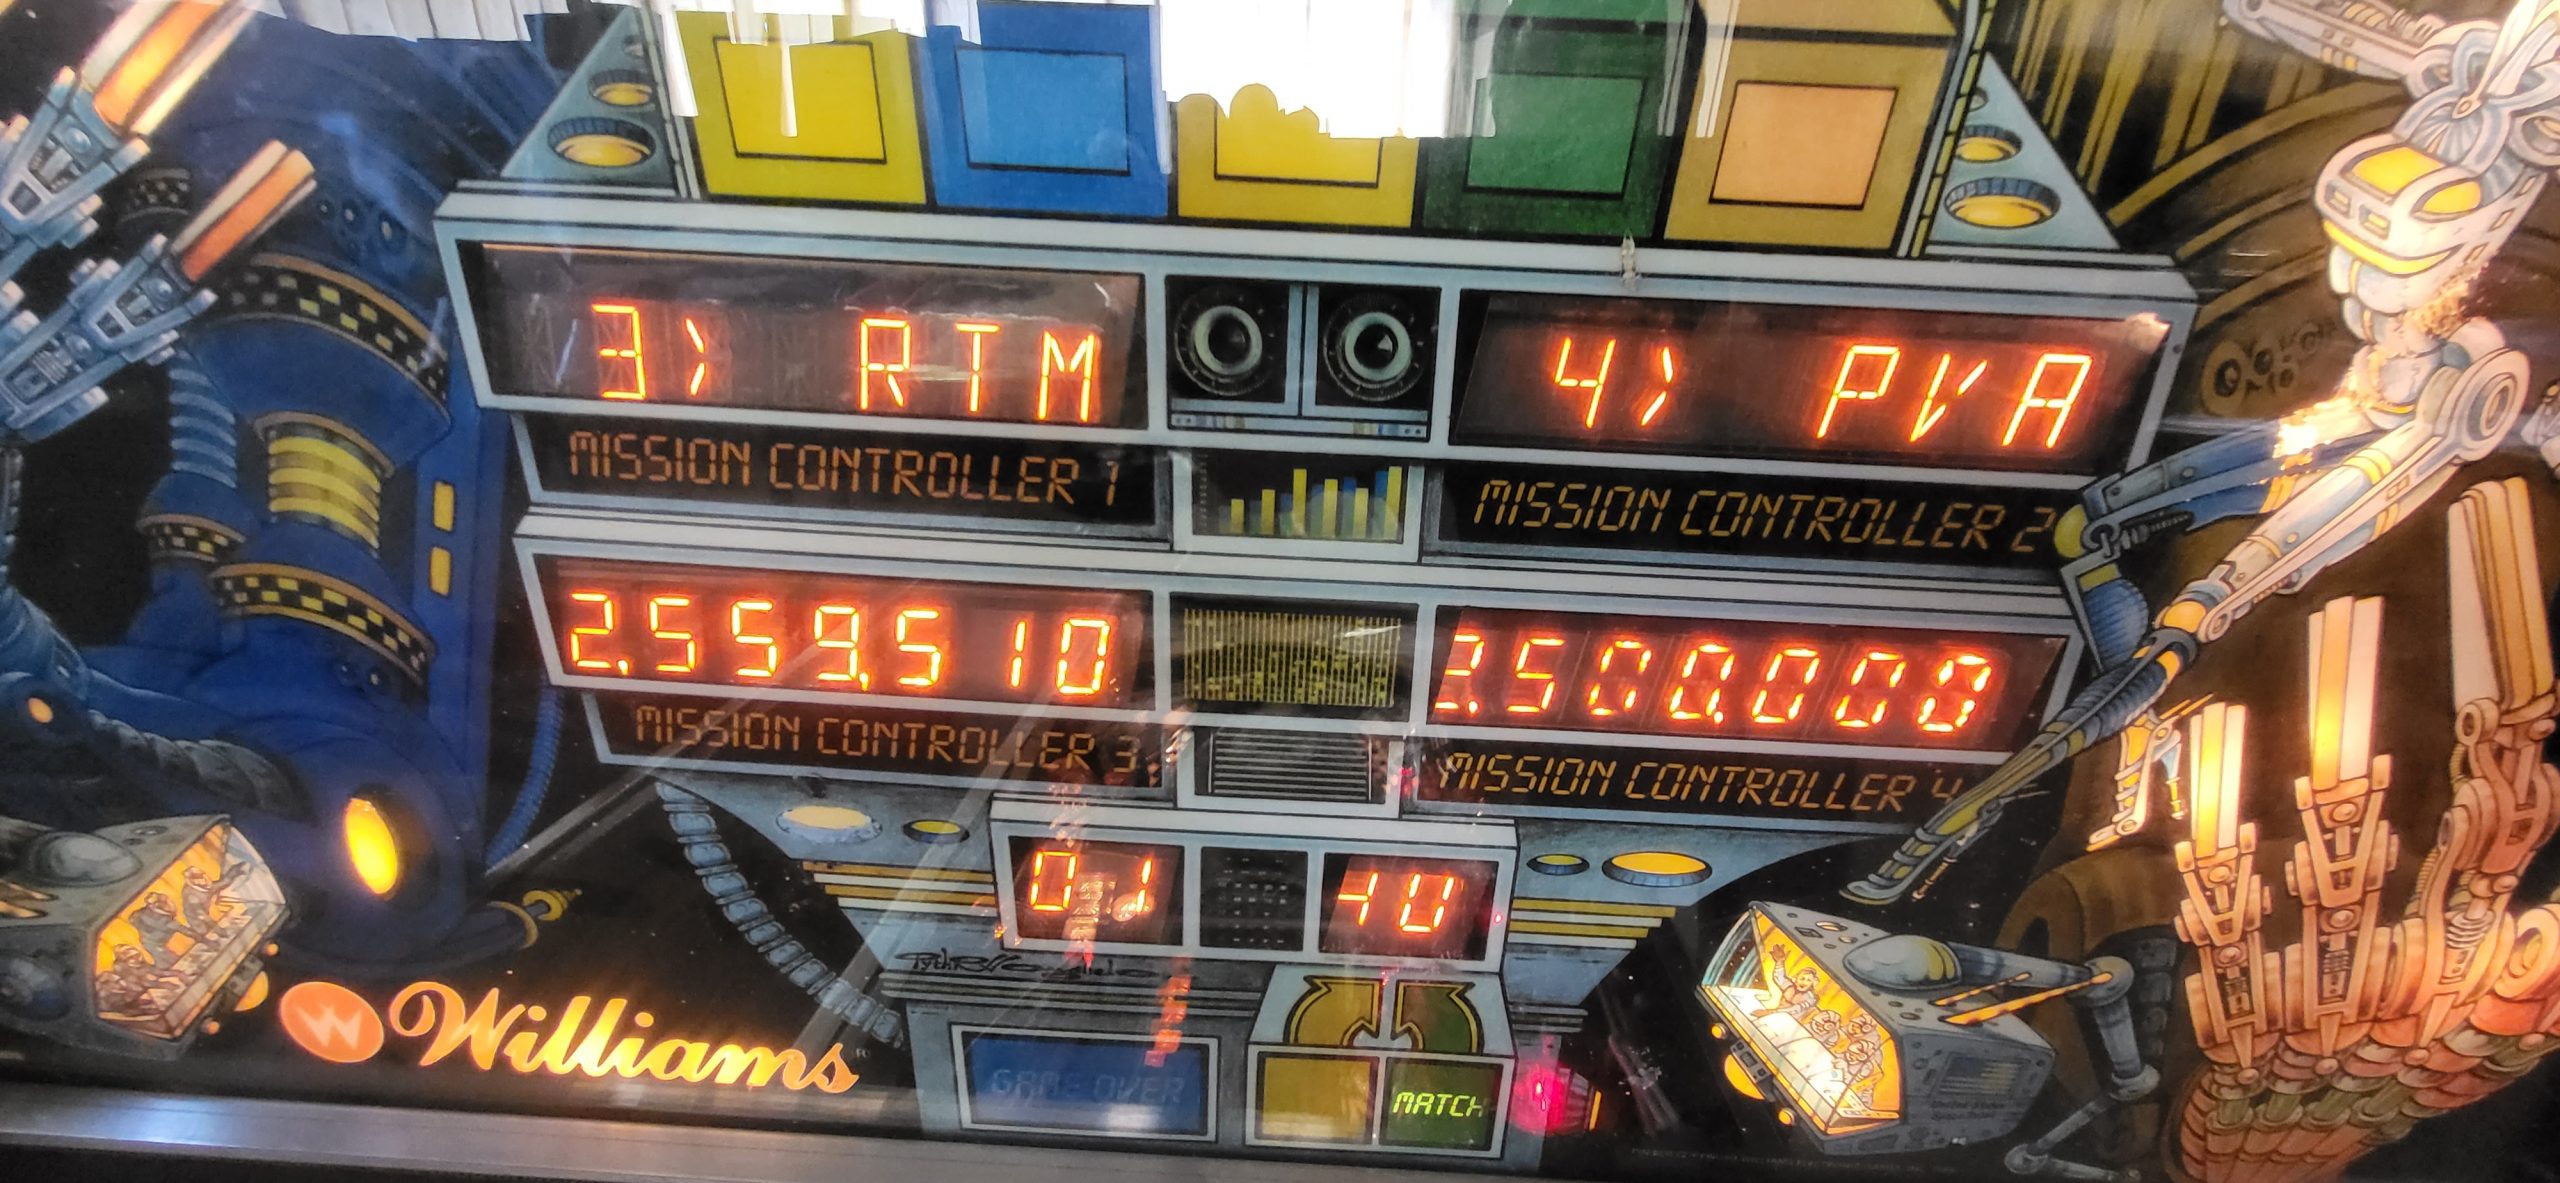 3> RTM
4> PVA
MISSION CONTROLLER 1
MISSION CONTROLLER 2
2,559,510
2,500,000
MISSION CONTROLLER 3
MISSION CONTROLLER 4
01
W Williams
GAME OVER
MATCH